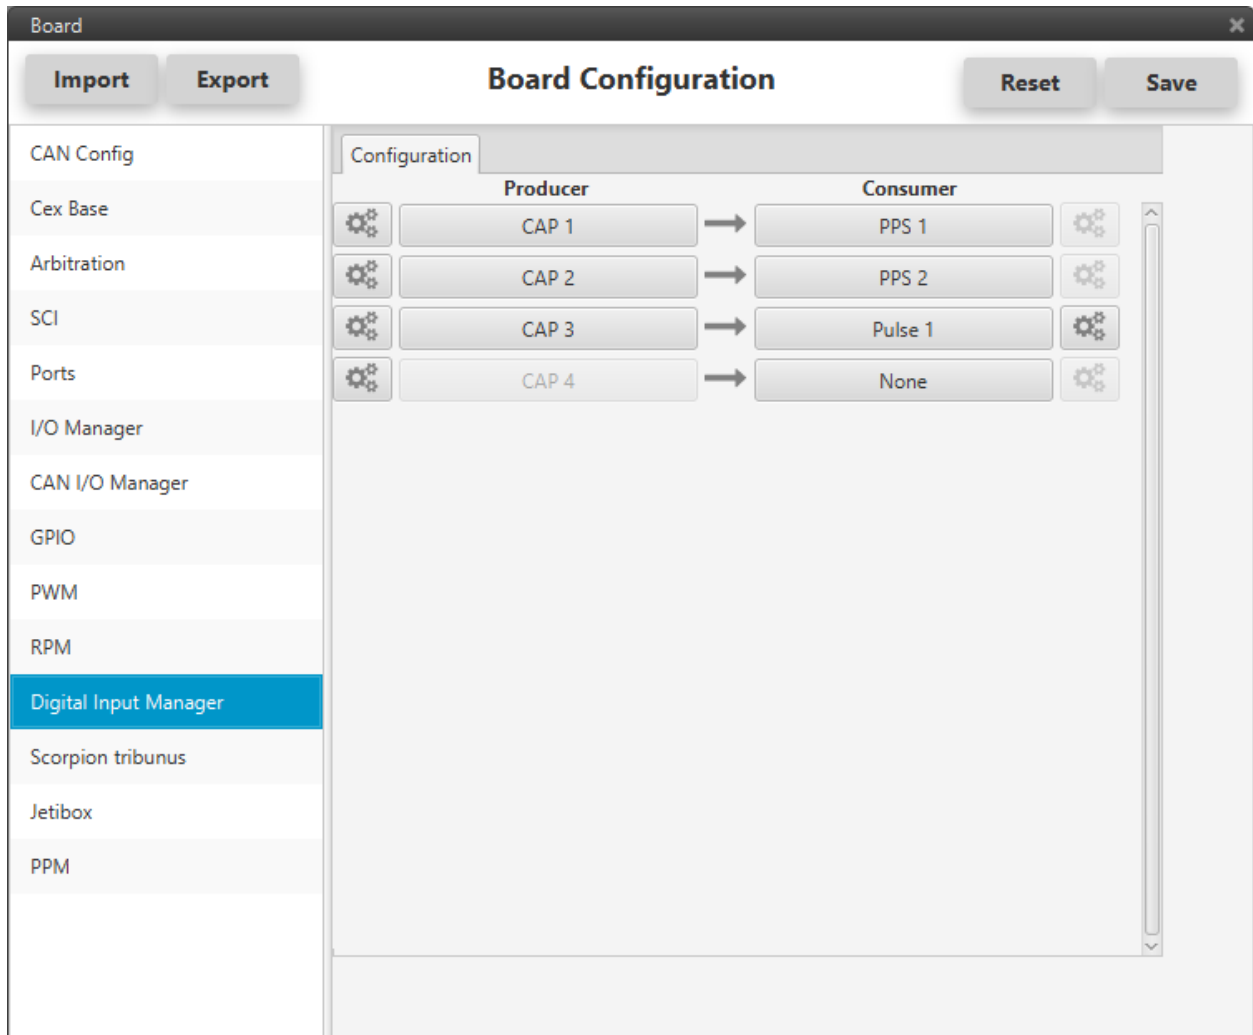 Board
Import Export Board Configuration Reset Save
CAN Config
Cex Base
Arbitration
SCI
Ports
I/O Manager
CAN I/O Manager
GPIO
PWM
RPM
Digital Input Manager
Scorpion tribunus
Jetibox
PPM
Configuration
Producer Consumer
CAP 1 PPS 1
CAP 2 PPS 2
CAP 3 Pulse 1
CAP 4 None